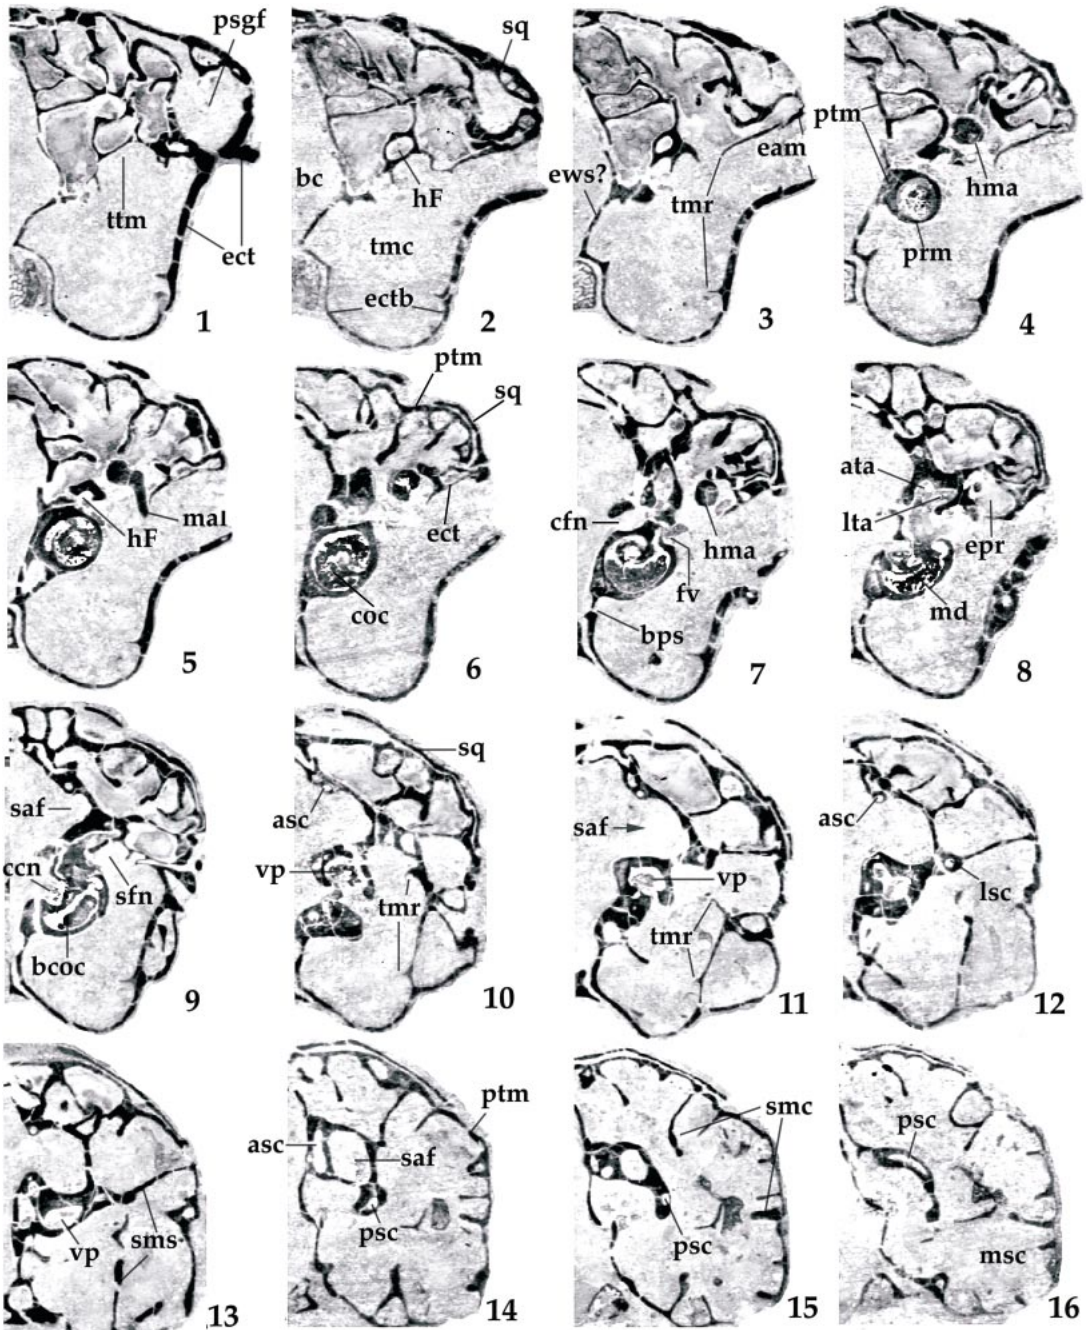 psgf
ttm
ect
1
sq
bc
hF
tmc
ectb
2
ews?
eam
tmr
3
ptm
hma
prm
4
hF
mal
5
ptm
sq
ect
coc
6
cfn
hma
fv
bps
7
ata
lta
epr
md
8
saf
ccn
sfn
bcoc
9
sq
asc
vp
tmr
10
saf
vp
tmr
11
asc
lsc
12
vp
sms
13
ptm
asc
saf
psc
14
smc
psc
15
psc
msc
16